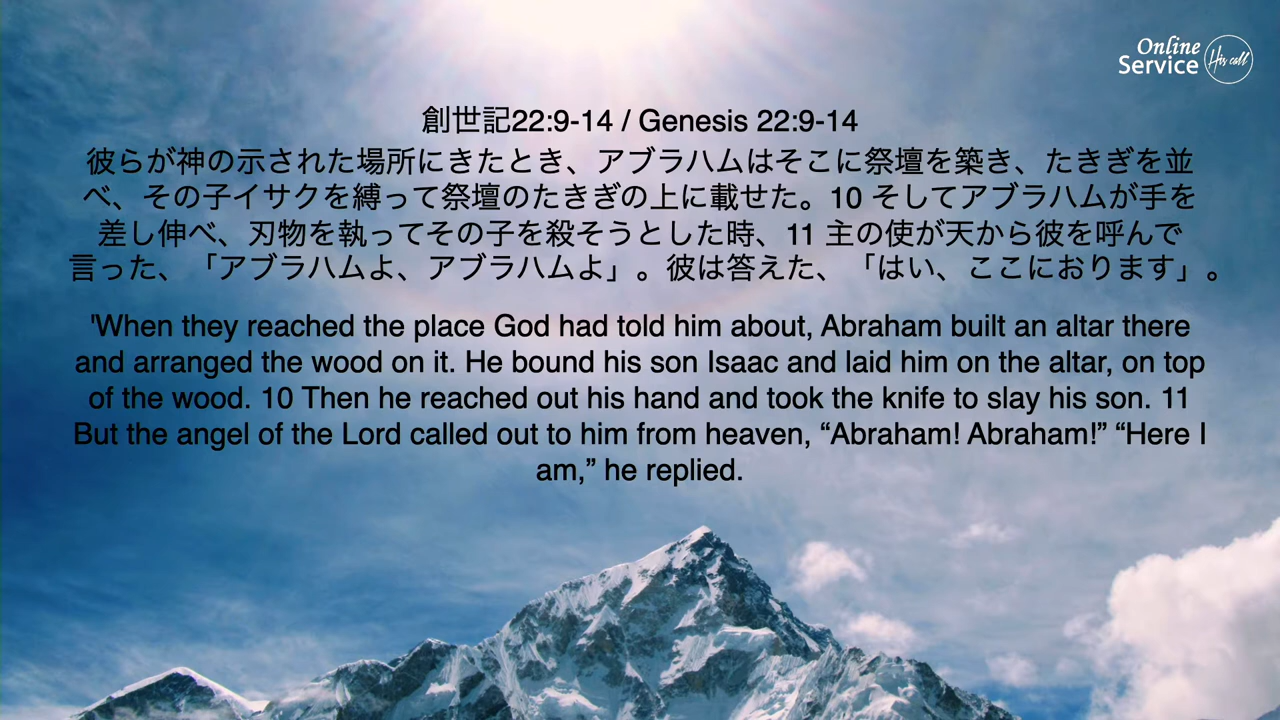 Online
Service
His call
創世記22:9-14 / Genesis 22:9-14
彼らが神の示された場所にきたとき、アブラハムはそこに祭壇を築き、たきぎを並
べ、その子イサクを縛って祭壇のたきぎの上に載せた。10 そしてアブラハムが手を
差し伸べ、刃物を執ってその子を殺そうとした時、11 主の使が天から彼を呼んで
言った、「アブラハムよ、アブラハムよ」。彼は答えた、「はい、ここにおります」。
'When they reached the place God had told him about, Abraham built an altar there
and arranged the wood on it. He bound his son Isaac and laid him on the altar, on top
of the wood. 10 Then he reached out his hand and took the knife to slay his son. 11
But the angel of the Lord called out to him from heaven, “Abraham! Abraham!” “Here I
am,” he replied.